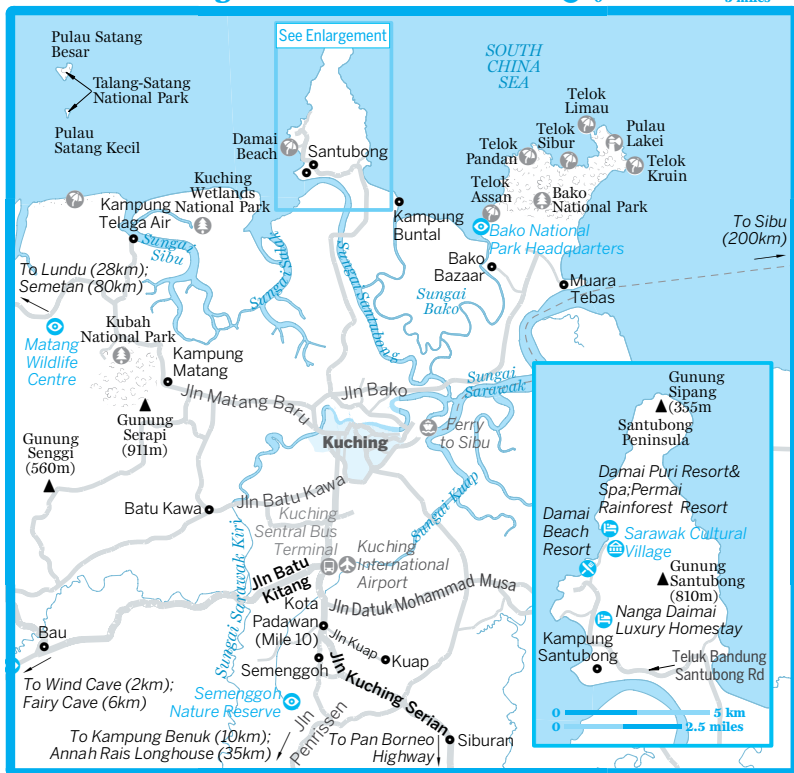 Pulau Satang
Besar
Talang-Satang
National Park
Pulau
Satang Kecil
See Enlargement
SOUTH
CHINA
SEA
Damai
Beach
Santubong
Telok
Limau
Telok
Sibur
Pulau
Lakei
Telok
Pandan
Telok
Kruin
Telok
Assan
Bako
National Park
Kuching
Wetlands
National Park
Kampung
Telaga Air
Sungai
Sibu
Sungai Salak
Kampung
Buntal
Bako National
Park Headquarters
To Sibu
(200km)
To Lundu (28km);
Semetan (80km)
Sungai Santubong
Bako
Bazaar
Sungai
Bako
Muara
Tebas
Matang
Wildlife
Centre
Kubah
National Park
Kampung
Matang
Jln Matang Baru
Jln Bako
Sungai
Sarawak
Gunung
Serapi
(911m)
Gunung
Senggi
(560m)
Kuching
Ferry
to Sibu
Batu Kawa
Jln Batu Kawa
Sungai Kuap
Kuching
Sentral Bus
Terminal
Kuching
International
Airport
Sungai Sarawak Kiri
Jln Batu
Kitang
Jln Datuk Mohammad Musa
Kota
Padawan
(Mile 10)
Jln Kuap
Kuap
Bau
Semenggoh
Jln Kuching Serian
To Wind Cave (2km);
Fairy Cave (6km)
Semenggoh
Nature Reserve
Jln
Penrissen
To Kampung Benuk (10km);
Annah Rais Longhouse (35km)
To Pan Borneo
Highway
Siburan
Gunung
Sipang
(355m
Santubong
Peninsula
Damai Puri Resort&
Spa;Permai
Rainforest Resort
Damai
Beach
Resort
Sarawak Cultural
Village
Gunung
Santubong
(810m)
Nanga Daimai
Luxury Homestay
Kampung
Santubong
Teluk Bandung
Santubong Rd
0 5 km
0 2.5 miles